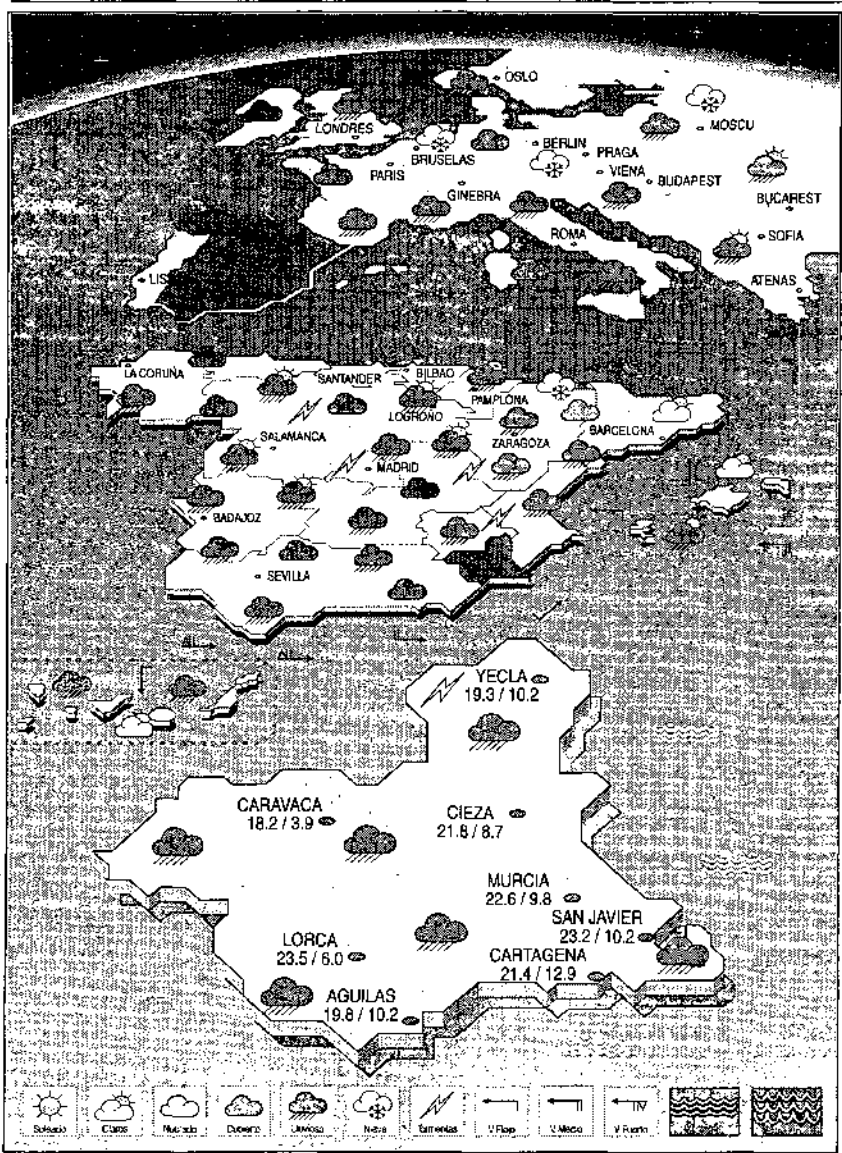 OSLO
MOSCU
LONDRES
BERLIN
BRUSELAS
PRAGA
PARIS
VIENA
BUDAPEST
GINEBRA
BUCAREST
ROMA
SOFIA
LIS
ATENAS
LA CORUÑA
SANTANDER
BILBAO
PAMPLONA
LOGROÑO
BARCELONA
SALAMANCA
ZARAGOZA
MADRID
BADAJOZ
SEVILLA
YECLA
19.3 / 10.2
CARAVACA
18.2 / 3.9
CIEZA
21.8 / 8.7
MURCIA
22.6 / 9.8
SAN JAVIER
23.2 / 10.2
LORCA
23.5 / 6.0
CARTAGENA
21.4 / 12.9
AGUILAS
19.8 / 10.2
Soleado
Claros
Nublado
Cubierto
Lluvioso
Nieve
Tormentas
V Flojo
V Medio
V Fuerte